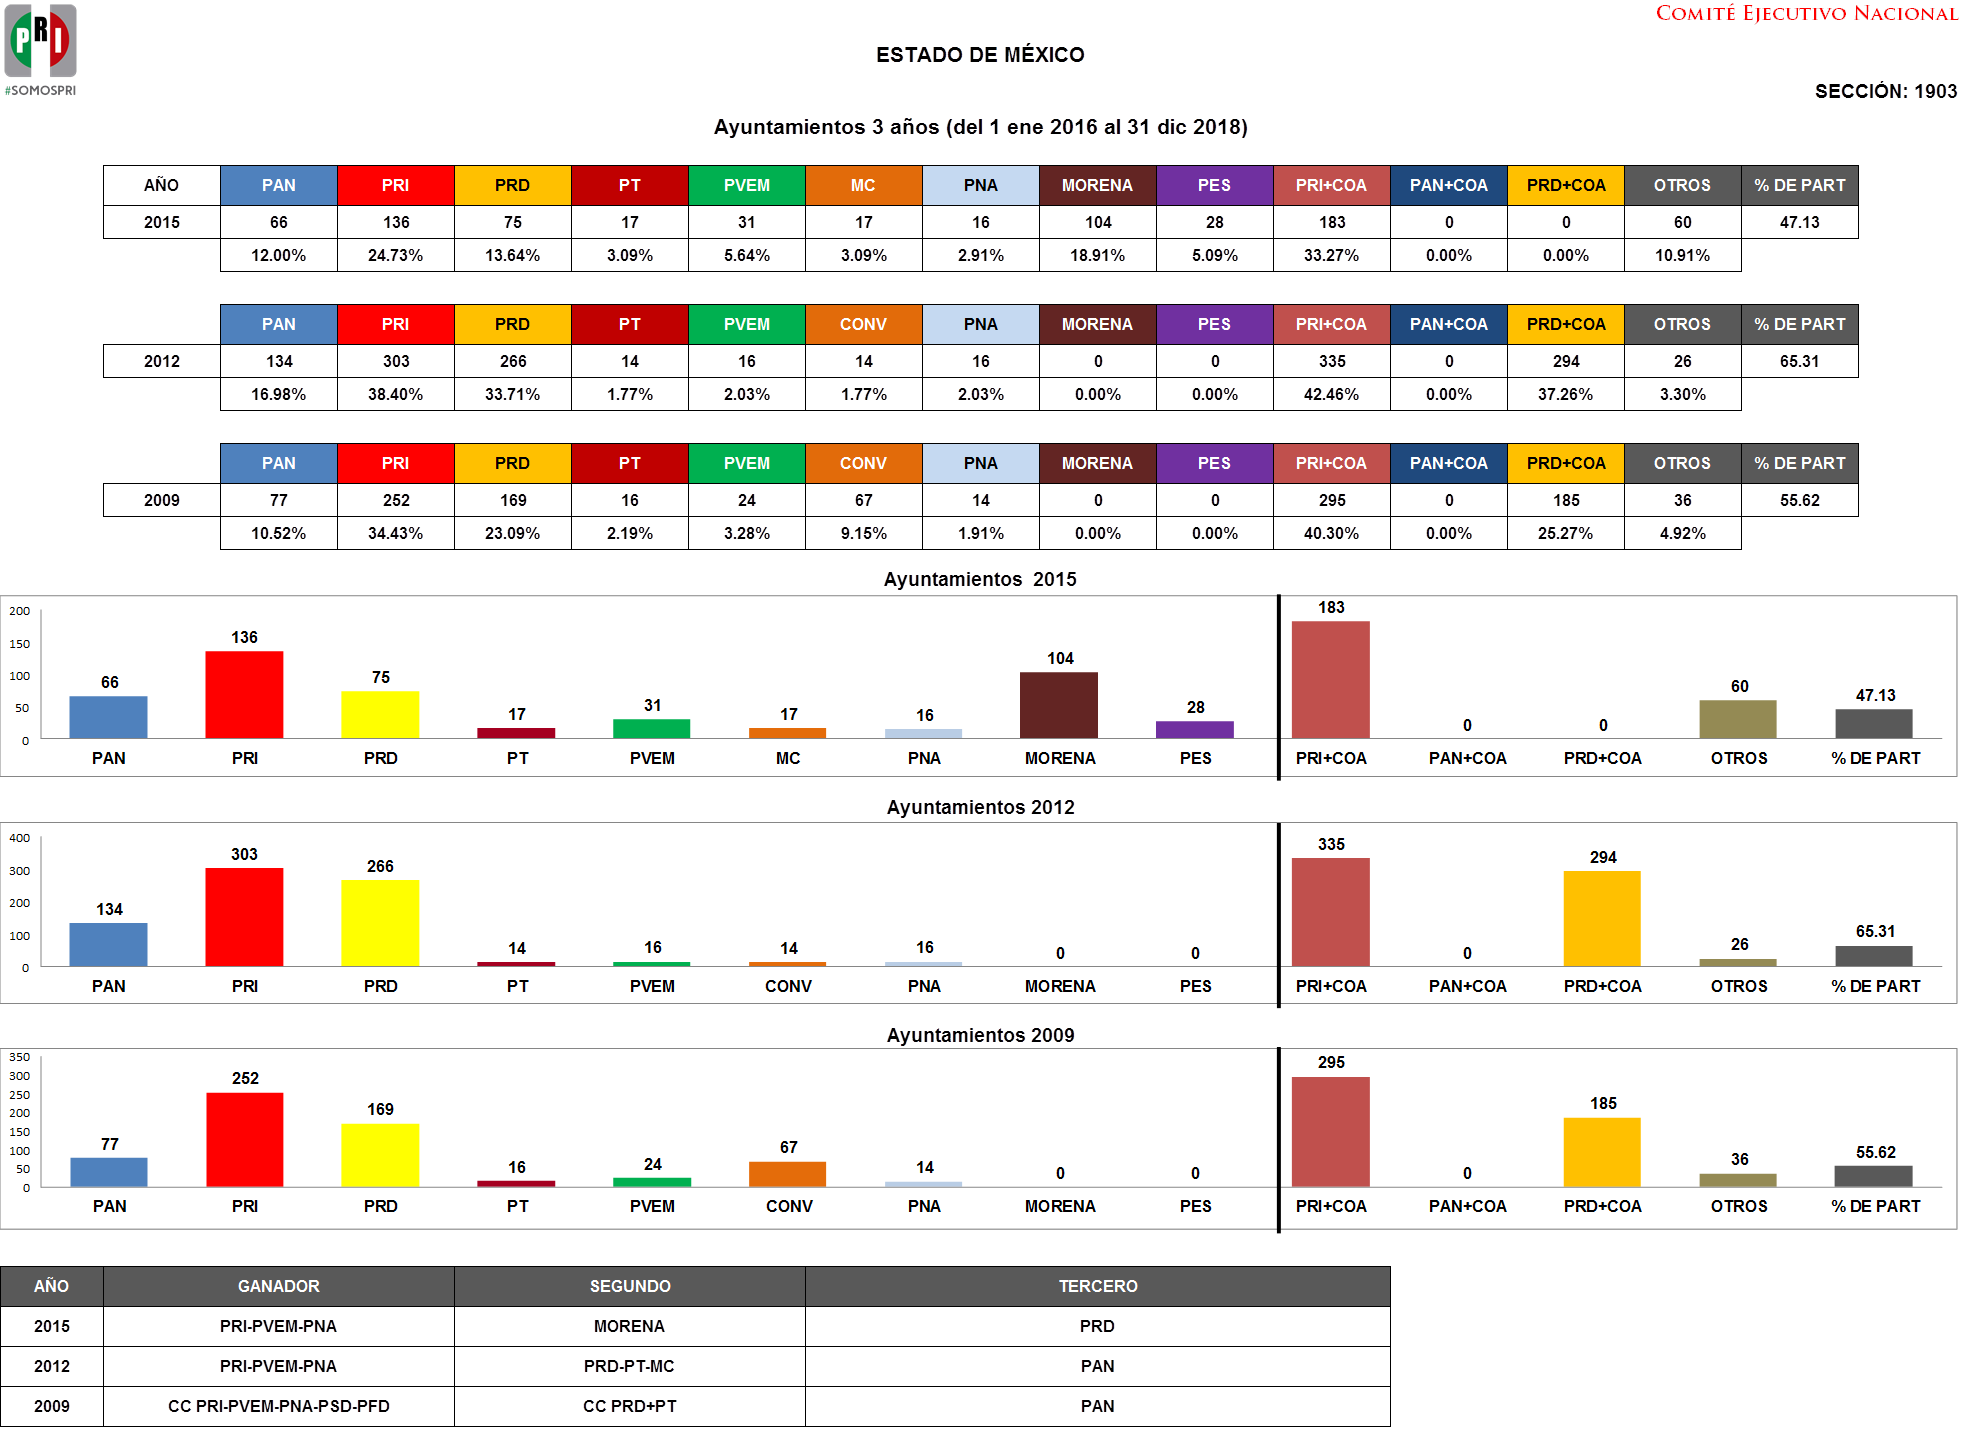 PRI
#SOMOSPRI
COMITÉ EJECUTIVO NACIONAL
ESTADO DE MÉXICO
SECCIÓN: 1903
Ayuntamientos 3 años (del 1 ene 2016 al 31 dic 2018)
AÑO PAN PRI PRD PT PVEM MC PNA MORENA PES PRI+COA PAN+COA PRD+COA OTROS % DE PART
2015 66 136 75 17 31 17 16 104 28 183 0 0 60 47.13
12.00% 24.73% 13.64% 3.09% 5.64% 3.09% 2.91% 18.91% 5.09% 33.27% 0.00% 0.00% 10.91%
PAN PRI PRD PT PVEM CONV PNA MORENA PES PRI+COA PAN+COA PRD+COA OTROS % DE PART
2012 134 303 266 14 16 14 16 0 0 335 0 294 26 65.31
16.98% 38.40% 33.71% 1.77% 2.03% 1.77% 2.03% 0.00% 0.00% 42.46% 0.00% 37.26% 3.30%
PAN PRI PRD PT PVEM CONV PNA MORENA PES PRI+COA PAN+COA PRD+COA OTROS % DE PART
2009 77 252 169 16 24 67 14 0 0 295 0 185 36 55.62
10.52% 34.43% 23.09% 2.19% 3.28% 9.15% 1.91% 0.00% 0.00% 40.30% 0.00% 25.27% 4.92%
Ayuntamientos 2015
200
150
100
50
0
66 136 75 17 31 17 16 104 28 183 0 0 60 47.13
PAN PRI PRD PT PVEM MC PNA MORENA PES PRI+COA PAN+COA PRD+COA OTROS % DE PART
Ayuntamientos 2012
400
300
200
100
0
134 303 266 14 16 14 16 0 0 335 0 294 26 65.31
PAN PRI PRD PT PVEM CONV PNA MORENA PES PRI+COA PAN+COA PRD+COA OTROS % DE PART
Ayuntamientos 2009
350
300
250
200
150
100
50
0
77 252 169 16 24 67 14 0 0 295 0 185 36 55.62
PAN PRI PRD PT PVEM CONV PNA MORENA PES PRI+COA PAN+COA PRD+COA OTROS % DE PART
AÑO GANADOR SEGUNDO TERCERO
2015 PRI-PVEM-PNA MORENA PRD
2012 PRI-PVEM-PNA PRD-PT-MC PAN
2009 CC PRI-PVEM-PNA-PSD-PFD CC PRD+PT PAN